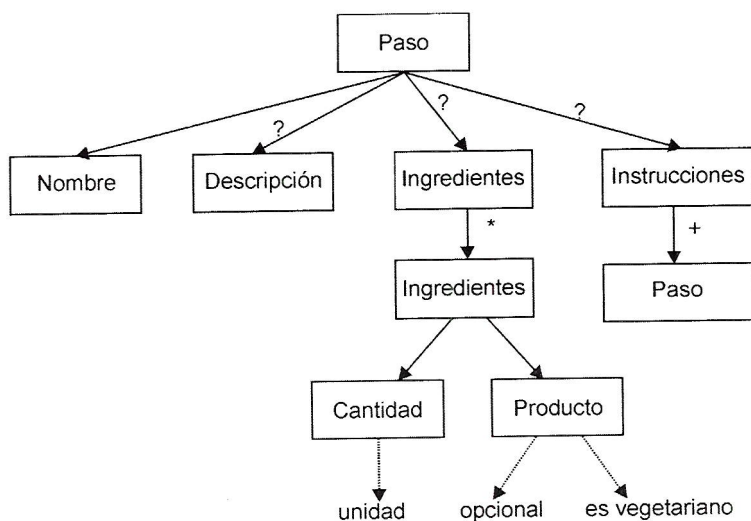 Paso
?
?
?
Nombre
Descripción
Ingredientes
Instrucciones
*
+
Ingredientes
Paso
Cantidad
Producto
unidad
opcional
es vegetariano